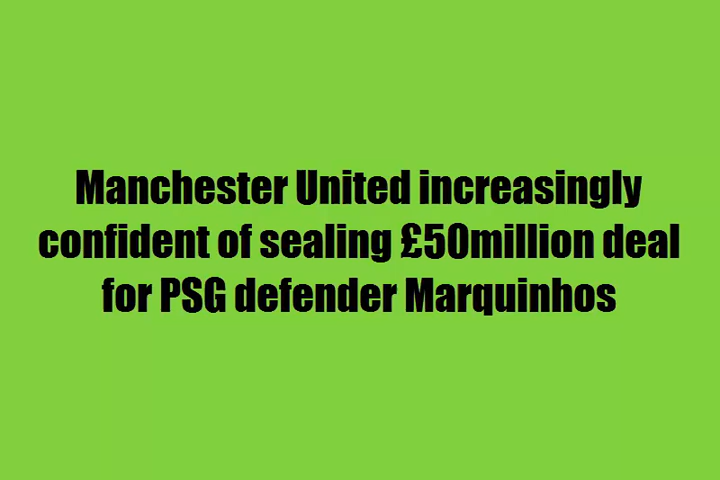 Manchester United increasingly
confident of sealing £50million deal
for PSG defender Marquinhos